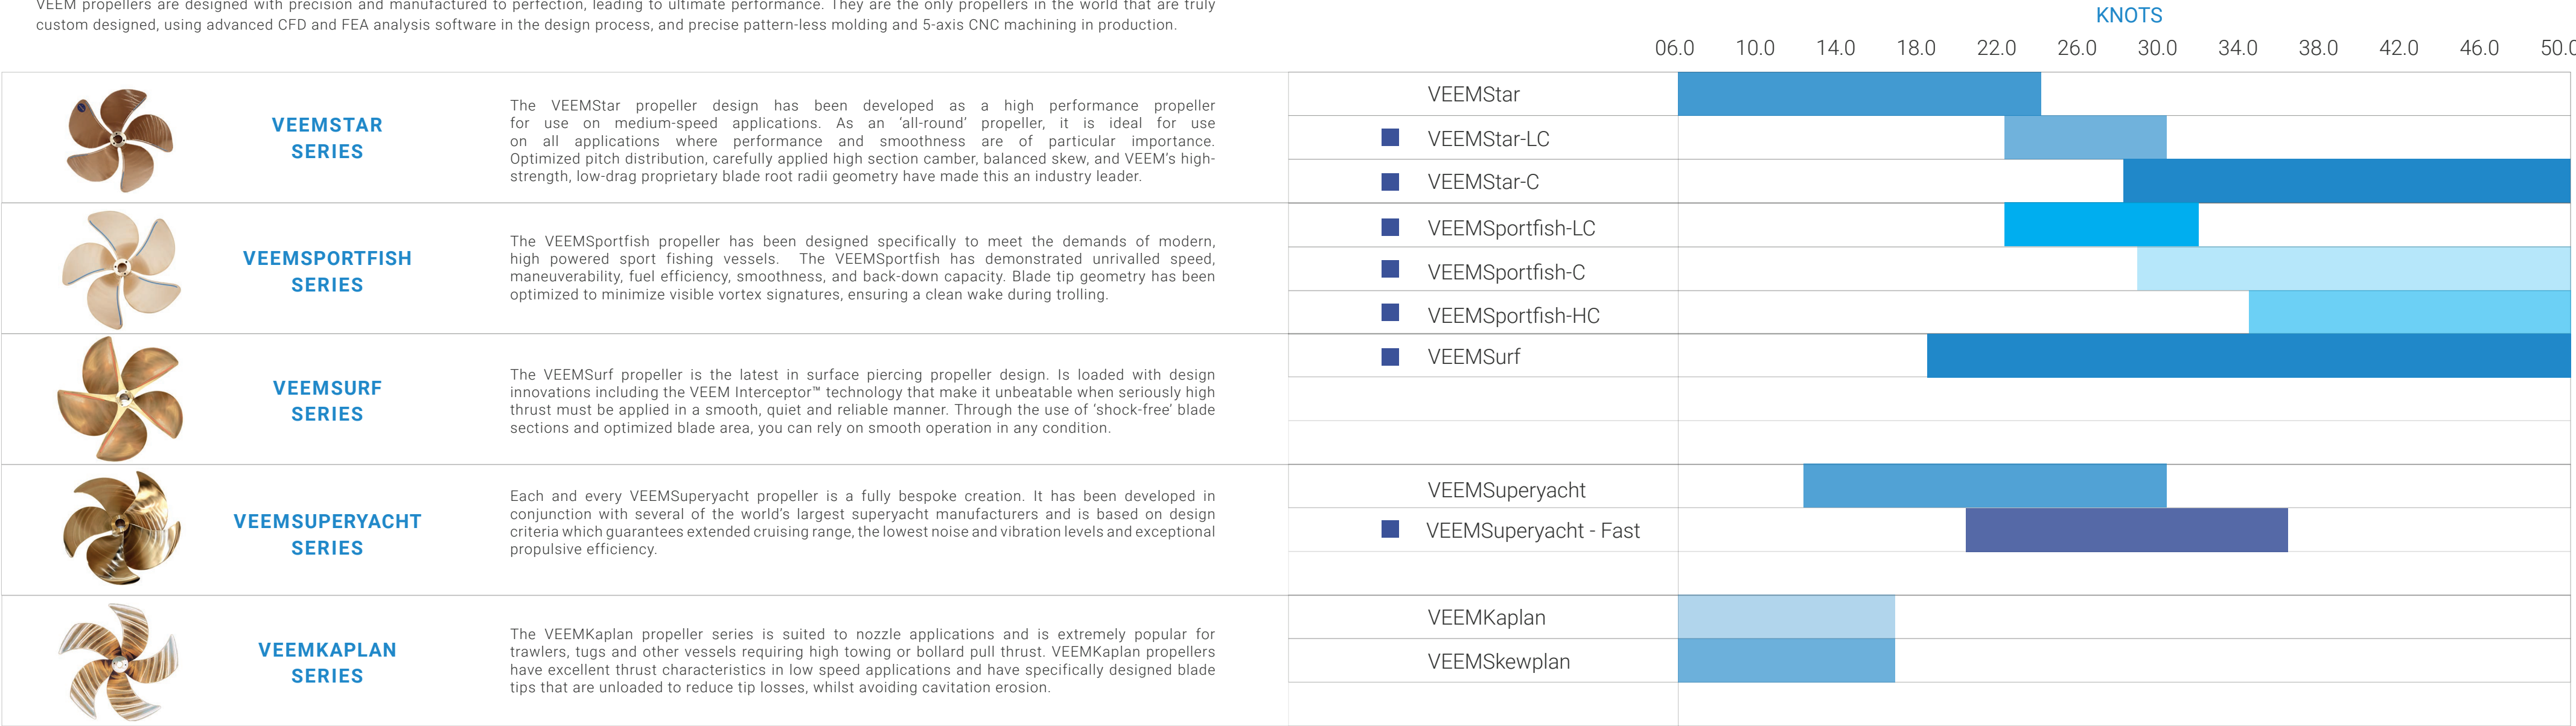 VEEM propellers are designed with precision and manufactured to perfection, leading to ultimate performance. They are the only propellers in the world that are truly
custom designed, using advanced CFD and FEA analysis software in the design process, and precise pattern-less molding and 5-axis CNC machining in production.
KNOTS
06.0 10.0 14.0 18.0 22.0 26.0 30.0 34.0 38.0 42.0 46.0 50.0
VEEMSTAR
SERIES
The VEEMStar propeller design has been developed as a high performance propeller
for use on medium-speed applications. As an ‘all-round’ propeller, it is ideal for use
on all applications where performance and smoothness are of particular importance.
Optimized pitch distribution, carefully applied high section camber, balanced skew, and VEEM’s high-
strength, low-drag proprietary blade root radii geometry have made this an industry leader.
VEEMStar
VEEMStar-LC
VEEMStar-C
VEEMSPORTFISH
SERIES
The VEEMSportfish propeller has been designed specifically to meet the demands of modern,
high powered sport fishing vessels. The VEEMSportfish has demonstrated unrivalled speed,
maneuverability, fuel efficiency, smoothness, and back-down capacity. Blade tip geometry has been
optimized to minimize visible vortex signatures, ensuring a clean wake during trolling.
VEEMSportfish-LC
VEEMSportfish-C
VEEMSportfish-HC
VEEMSURF
SERIES
The VEEMSurf propeller is the latest in surface piercing propeller design. Is loaded with design
innovations including the VEEM Interceptor™ technology that make it unbeatable when seriously high
thrust must be applied in a smooth, quiet and reliable manner. Through the use of ‘shock-free’ blade
sections and optimized blade area, you can rely on smooth operation in any condition.
VEEMSurf
VEEMSUPERYACHT
SERIES
Each and every VEEMSuperyacht propeller is a fully bespoke creation. It has been developed in
conjunction with several of the world’s largest superyacht manufacturers and is based on design
criteria which guarantees extended cruising range, the lowest noise and vibration levels and exceptional
propulsive efficiency.
VEEMSuperyacht
VEEMSuperyacht - Fast
VEEMKAPLAN
SERIES
The VEEMKaplan propeller series is suited to nozzle applications and is extremely popular for
trawlers, tugs and other vessels requiring high towing or bollard pull thrust. VEEMKaplan propellers
have excellent thrust characteristics in low speed applications and have specifically designed blade
tips that are unloaded to reduce tip losses, whilst avoiding cavitation erosion.
VEEMKaplan
VEEMSkewplan